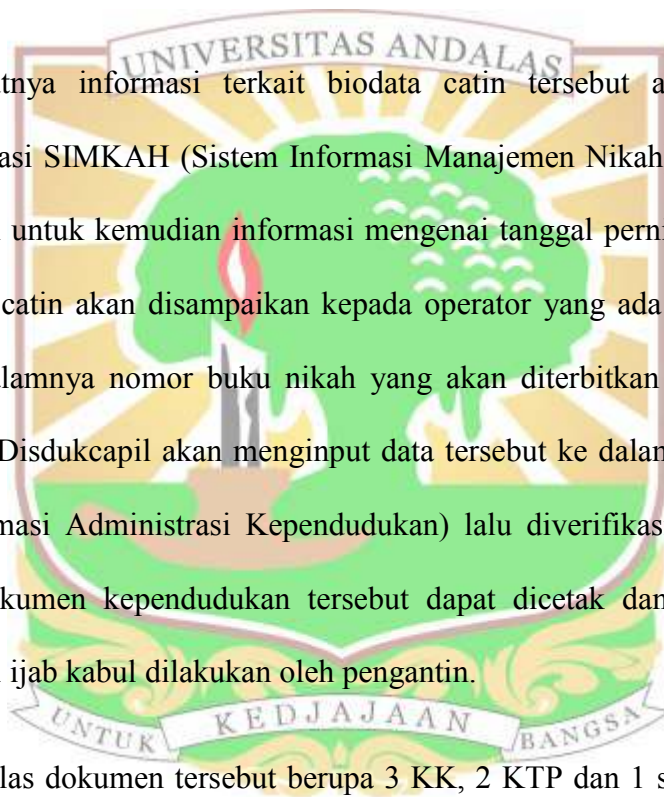 UNIVERSITAS ANDALAS
tnya informasi terkait biodata catin tersebut a
asi SIMKAH (Sistem Informasi Manajemen Nikah
untuk kemudian informasi mengenai tanggal perni
catin akan disampaikan kepada operator yang ada
lamnya nomor buku nikah yang akan diterbitkan
Disdukcapil akan menginput data tersebut ke dalam
masi Administrasi Kependudukan) lalu diverifikas
kumen kependudukan tersebut dapat dicetak dan
ijab kabul dilakukan oleh pengantin.
UNTUK KEDJAJAAN BANGSA
las dokumen tersebut berupa 3 KK, 2 KTP dan 1 s